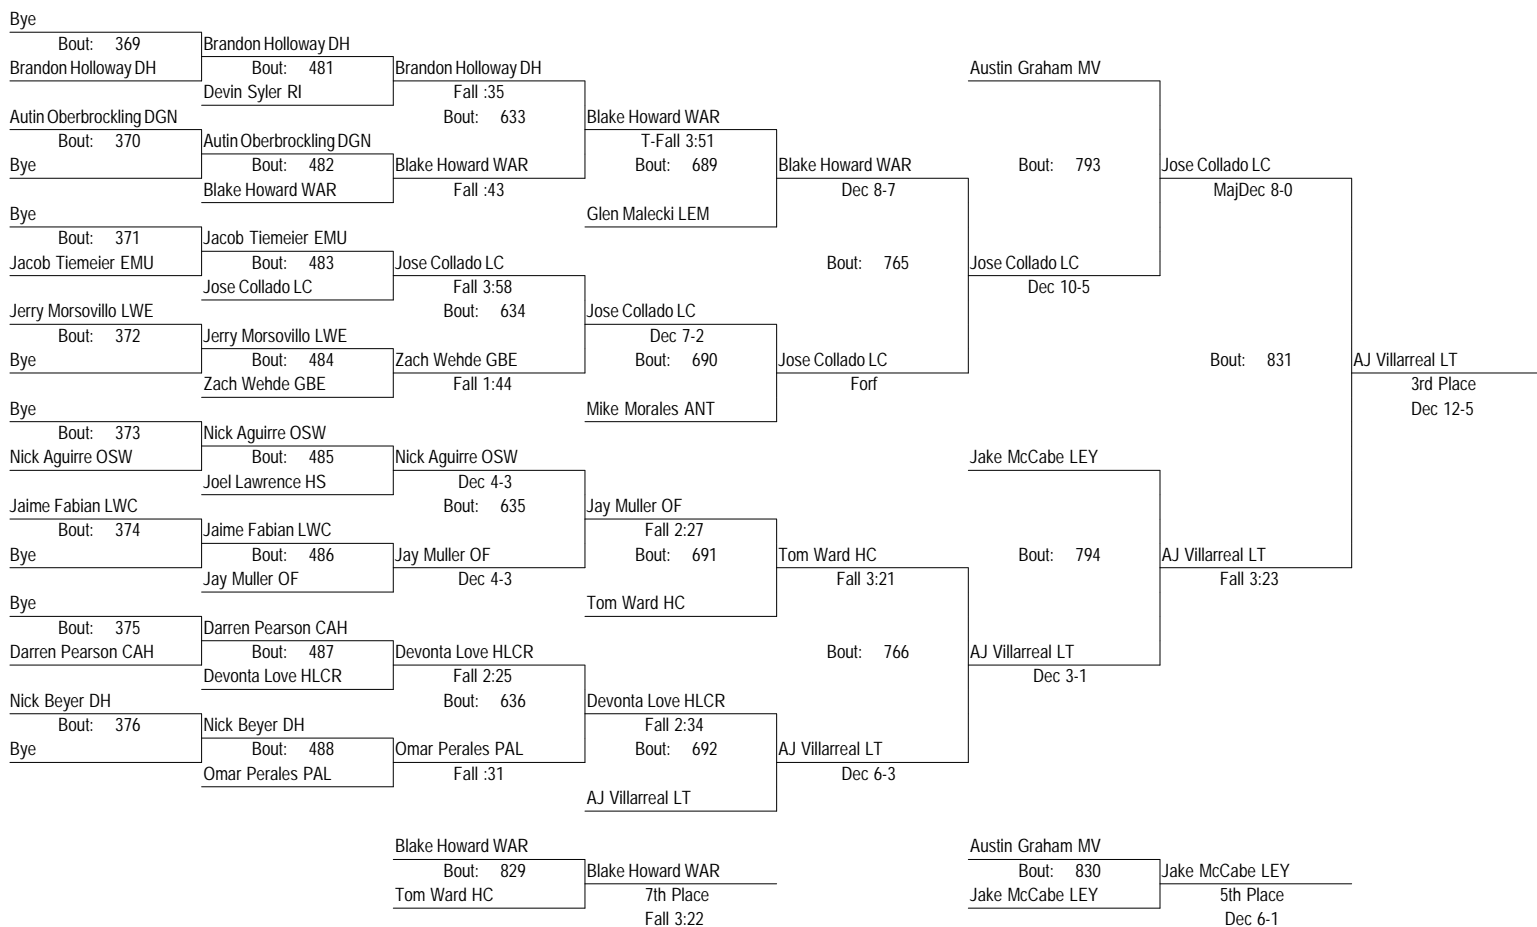 Bye
Bout: 369
Brandon Holloway DH
Brandon Holloway DH
Bout: 481
Devin Syler RI
Brandon Holloway DH
Fall :35
Bout: 633
Autin Oberbrockling DGN
Bout: 370
Bye
Autin Oberbrockling DGN
Bout: 482
Blake Howard WAR
Blake Howard WAR
Fall :43
Blake Howard WAR
T-Fall 3:51
Bout: 689
Glen Malecki LEM
Blake Howard WAR
Dec 8-7
Bout: 765
Bye
Bout: 371
Jacob Tiemeier EMU
Jacob Tiemeier EMU
Bout: 483
Jose Collado LC
Jose Collado LC
Fall 3:58
Bout: 634
Jerry Morsovillo LWE
Bout: 372
Bye
Jerry Morsovillo LWE
Bout: 484
Zach Wehde GBE
Zach Wehde GBE
Fall 1:44
Jose Collado LC
Dec 7-2
Bout: 690
Mike Morales ANT
Jose Collado LC
Forf
Austin Graham MV
Bout: 793
Jose Collado LC
Dec 10-5
Jose Collado LC
MajDec 8-0
Bout: 831
AJ Villarreal LT
3rd Place
Dec 12-5
Bye
Bout: 373
Nick Aguirre OSW
Nick Aguirre OSW
Bout: 485
Joel Lawrence HS
Nick Aguirre OSW
Dec 4-3
Bout: 635
Jaime Fabian LWC
Bout: 374
Bye
Jaime Fabian LWC
Bout: 486
Jay Muller OF
Jay Muller OF
Dec 4-3
Jay Muller OF
Fall 2:27
Bout: 691
Tom Ward HC
Tom Ward HC
Fall 3:21
Bout: 766
Bye
Bout: 375
Darren Pearson CAH
Darren Pearson CAH
Bout: 487
Devonta Love HLCR
Devonta Love HLCR
Fall 2:25
Bout: 636
Nick Beyer DH
Bout: 376
Bye
Nick Beyer DH
Bout: 488
Omar Perales PAL
Omar Perales PAL
Fall :31
Devonta Love HLCR
Fall 2:34
Bout: 692
AJ Villarreal LT
AJ Villarreal LT
Dec 6-3
Jake McCabe LEY
Bout: 794
AJ Villarreal LT
Dec 3-1
AJ Villarreal LT
Fall 3:23
Blake Howard WAR
Bout: 829
Tom Ward HC
Blake Howard WAR
7th Place
Fall 3:22
Austin Graham MV
Bout: 830
Jake McCabe LEY
Jake McCabe LEY
5th Place
Dec 6-1